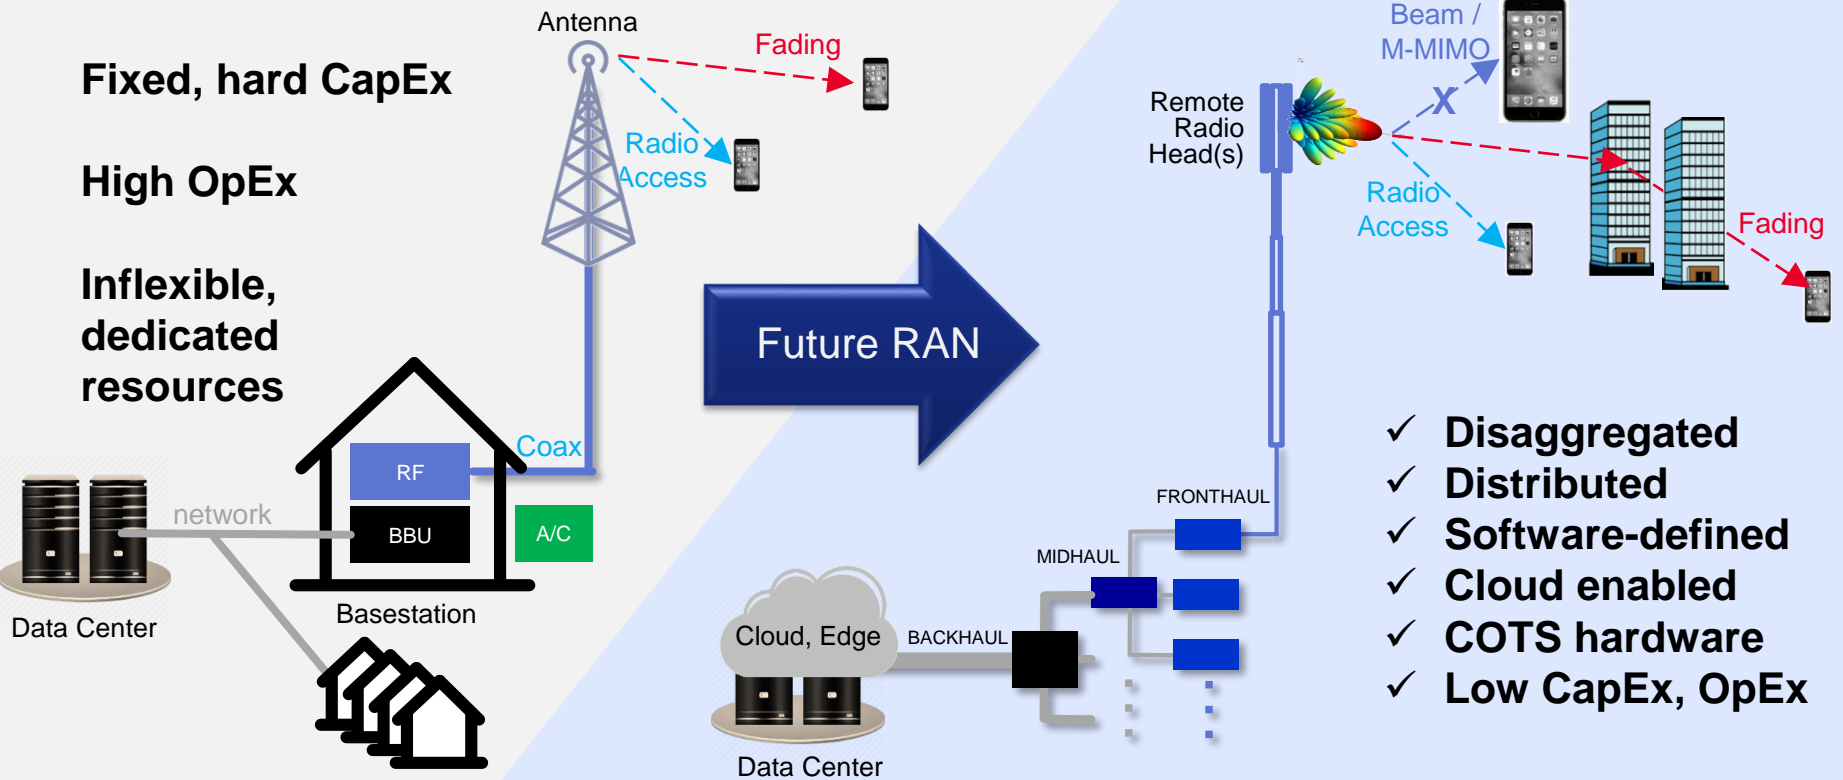 Fixed, hard CapEx
High OpEx
Inflexible,
dedicated
resources
Antenna
Fading
Radio
Access
Coax
RF
BBU
A/C
network
Basestation
Data Center
Future RAN
Beam /
M-MIMO
X
Remote
Radio
Head(s)
Radio
Access
Fading
FRONTHAUL
MIDHAUL
BACKHAUL
Cloud, Edge
Data Center
✓ Disaggregated
✓ Distributed
✓ Software-defined
✓ Cloud enabled
✓ COTS hardware
✓ Low CapEx, OpEx